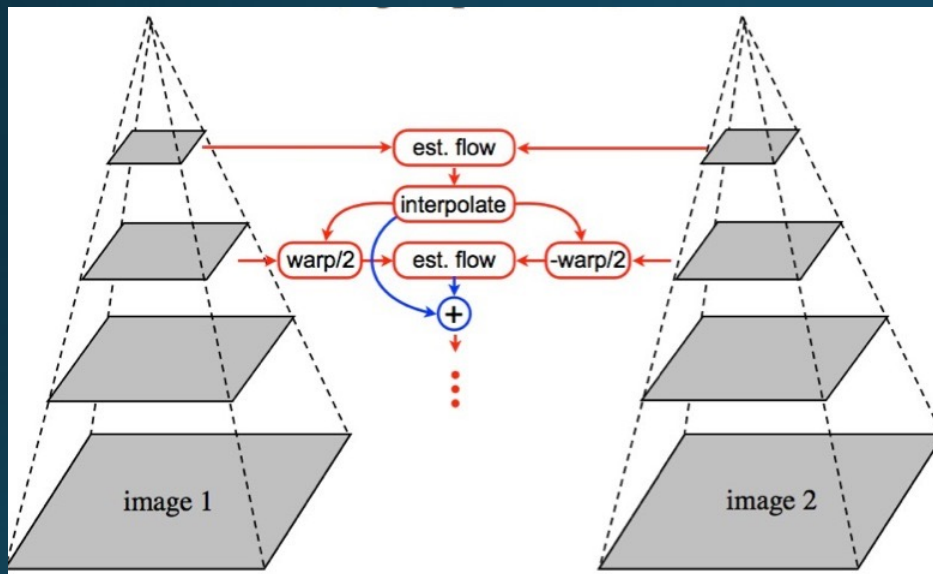 est. flow
interpolate
warp/2
est. flow
-warp/2
+
image 1
image 2